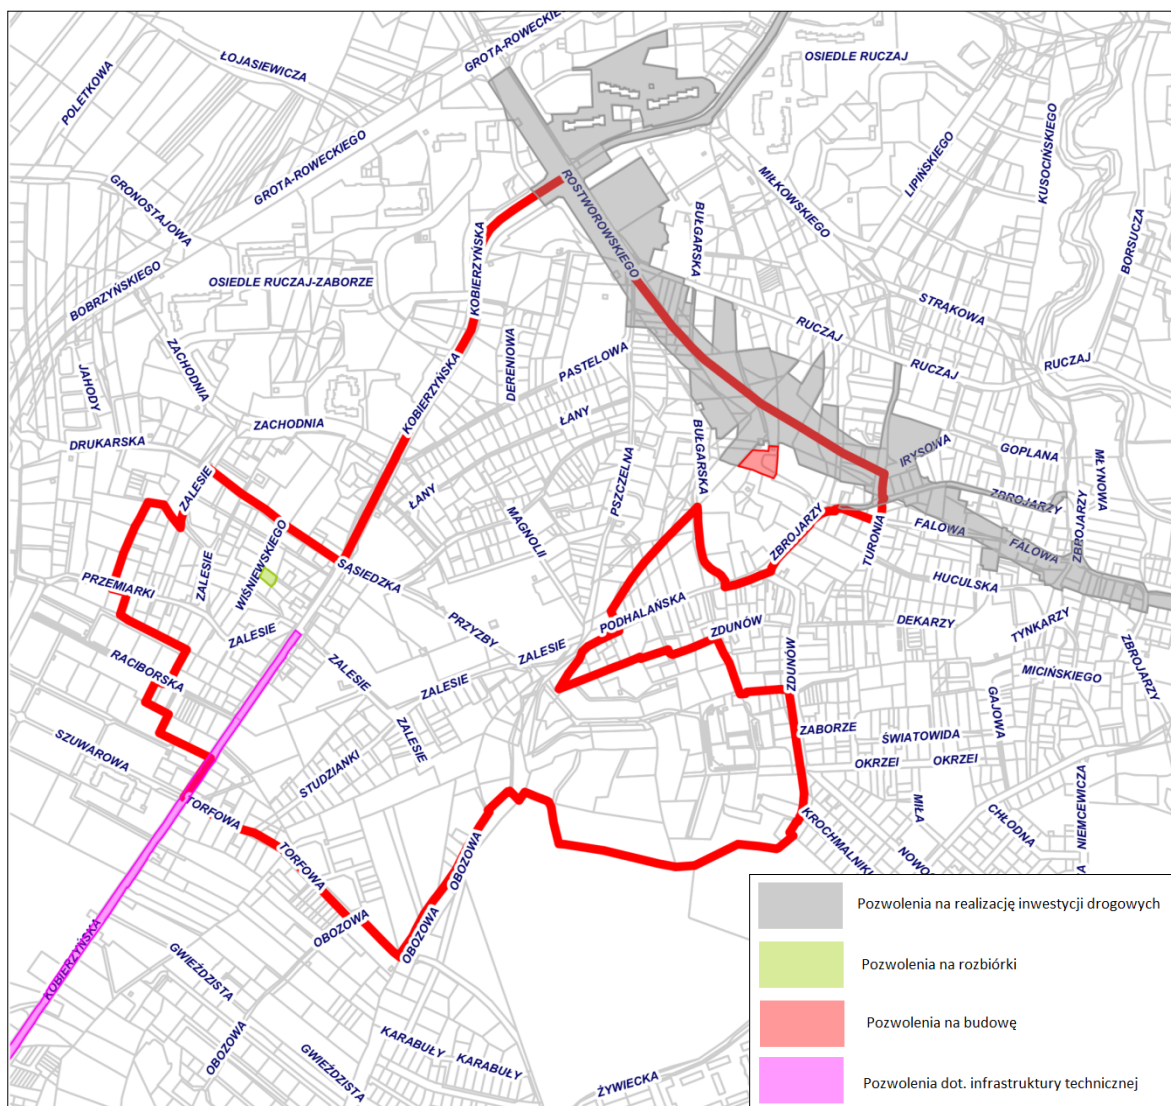 GROTA-ROWECKIE
ŁOJASIEWICZA
OSIEDLE RUCZAJ
POLETKOWA
GROTA-ROWECKIEGO
LIPIŃSKIEGO
KUSOCIŃSKIEGO
GRONOSTAJOWA
ROSTWOROWSKIEGO
MIŁKOWSKIEGO
BUŁGARSKA
BORSUCZA
BOBRZYŃSKIEGO
OSIEDLE RUCZAJ-ZABORZE
KOBIERZYŃSKA
STRĄKOWA
RUCZAJ
RUCZAJ
RUCZAJ
ZACHODNIA
DERENIOWA
PASTELOWA
KOBIERZYŃSKA
JAHODY
ŁANY
ZACHODNIA
DRUKARSKA
BUŁGARSKA
IRYSOWA
GOPLANA
MŁYNOWA
ZALESIE
ŁANY
PSZCZELNA
MAGNOLII
ZBROJARZY
ZBROJARZY
ZBROJARZY
WIŚNIEWSKIEGO
TURONIA
FALOWA
FALOWA
SĄSIEDZKA
ZALESIE
PRZEMIARKI
HUCULSKA
PRZYZBY
PODHALAŃSKA
ZDUNÓW
DEKARZY
TYNKARZY
ZALESIE
ZALESIE
RACIBORSKA
ZALESIE
ZALESIE
ZDUNÓW
MICIŃSKIEGO
ZBROJARZY
GAJOWA
ZALESIE
SZUWAROWA
STUDZIANKI
ZABORZE
ŚWIATOWIDA
OKRZEI
OKRZEI
TORFOWA
MIŁA
CHŁODNA
NIEMCEWICZA
KROCHMALNIKI
NOWO
TORFOWA
OBOZOWA
OBOZOWA
OBOZOWA
KOBIERZYŃSKA
GWIEŹDZISTA
OBOZOWA
GWIEŹDZISTA
KARABUŁY
KARABUŁY
ŻYWIECKA
Pozwolenia na realizację inwestycji drogowych
Pozwolenia na rozbiórki
Pozwolenia na budowę
Pozwolenia dot. infrastruktury technicznej